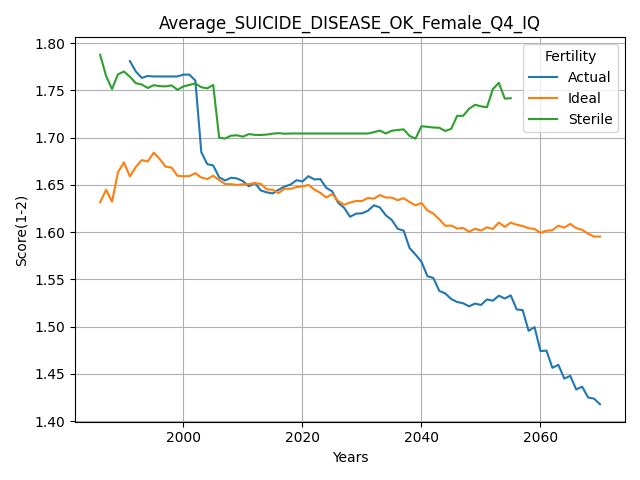 Average_SUICIDE_DISEASE_OK_Female_Q4_IQ
Score(1-2)
1.80
1.75
1.70
1.65
1.60
1.55
1.50
1.45
1.40
Fertility
Actual
Ideal
Sterile
2000 2020 2040 2060
Years